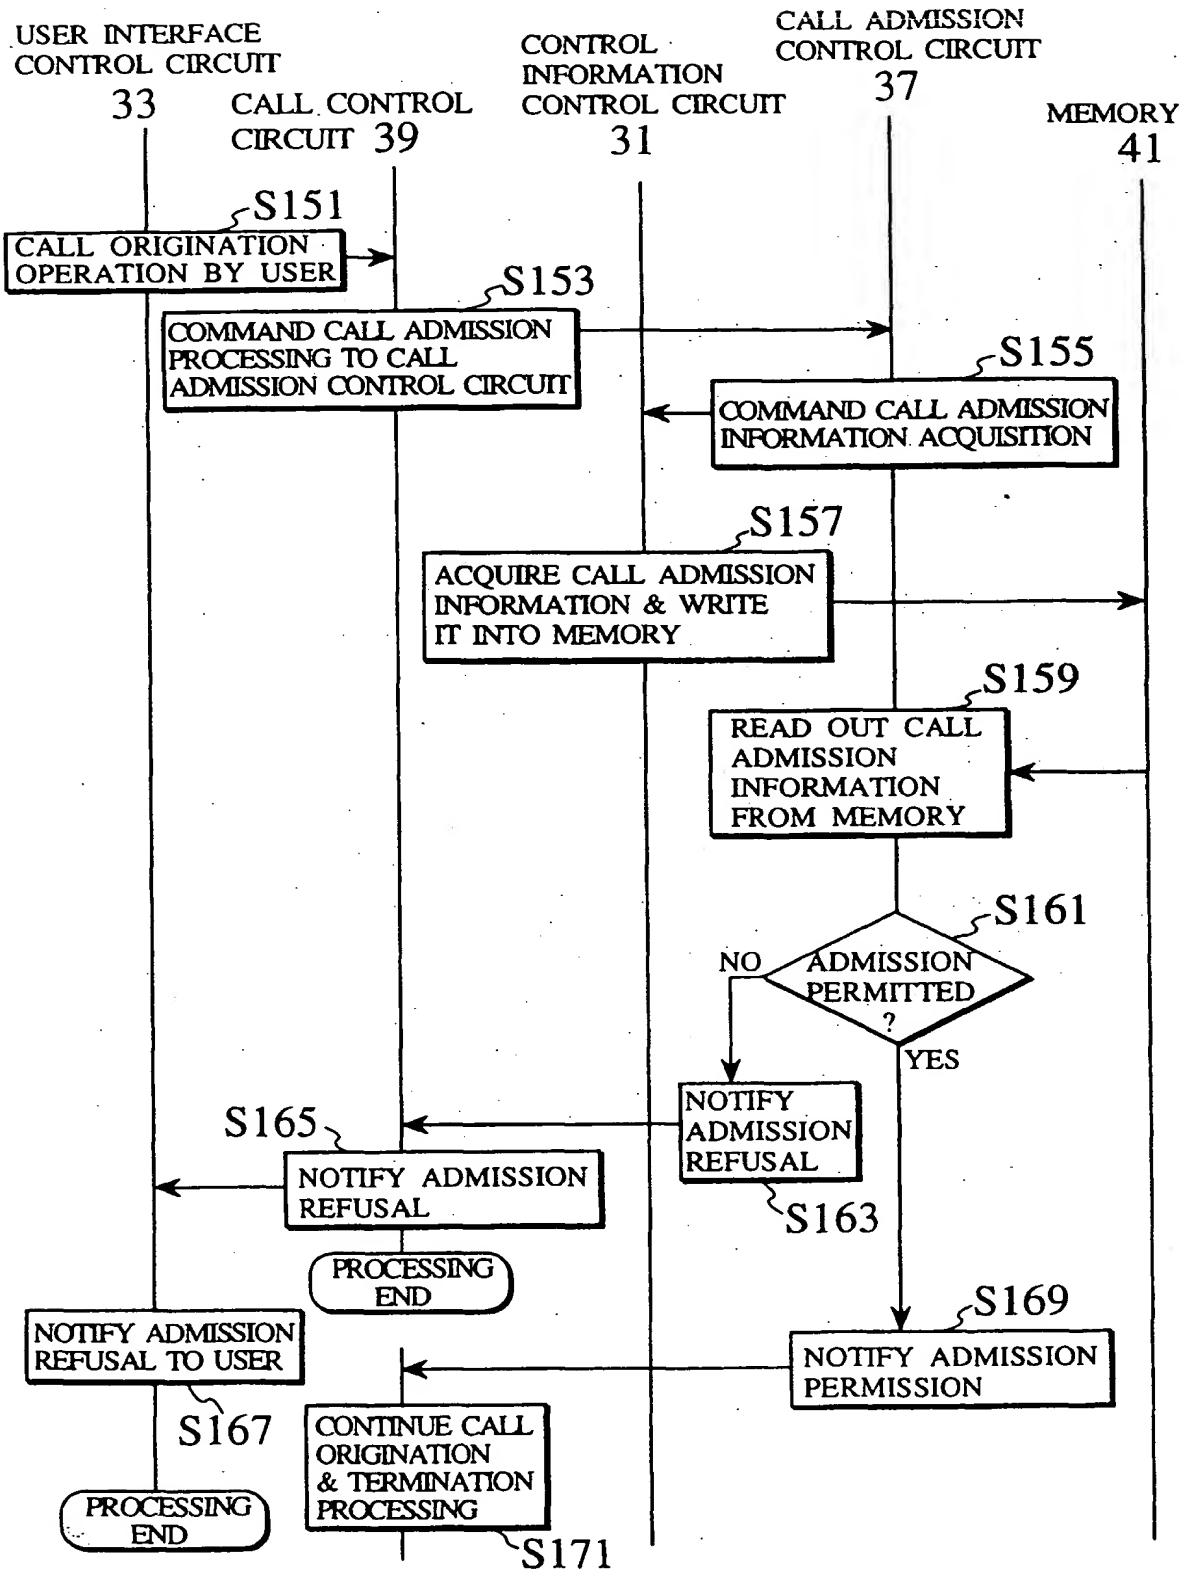 USER INTERFACE
CONTROL CIRCUIT
33
CALL CONTROL
CIRCUIT 39
CONTROL
INFORMATION
CONTROL CIRCUIT
31
CALL ADMISSION
CONTROL CIRCUIT
37
MEMORY
41
S151
CALL ORIGINATION
OPERATION BY USER
S153
COMMAND CALL ADMISSION
PROCESSING TO CALL
ADMISSION CONTROL CIRCUIT
S155
COMMAND CALL ADMISSION
INFORMATION ACQUISITION
S157
ACQUIRE CALL ADMISSION
INFORMATION & WRITE
IT INTO MEMORY
S159
READ OUT CALL
ADMISSION
INFORMATION
FROM MEMORY
S161
ADMISSION
PERMITTED
?
NO
YES
NOTIFY
ADMISSION
REFUSAL
S163
S165
NOTIFY ADMISSION
REFUSAL
PROCESSING
END
NOTIFY ADMISSION
REFUSAL TO USER
S167
PROCESSING
END
S169
NOTIFY ADMISSION
PERMISSION
CONTINUE CALL
ORIGINATION
& TERMINATION
PROCESSING
S171